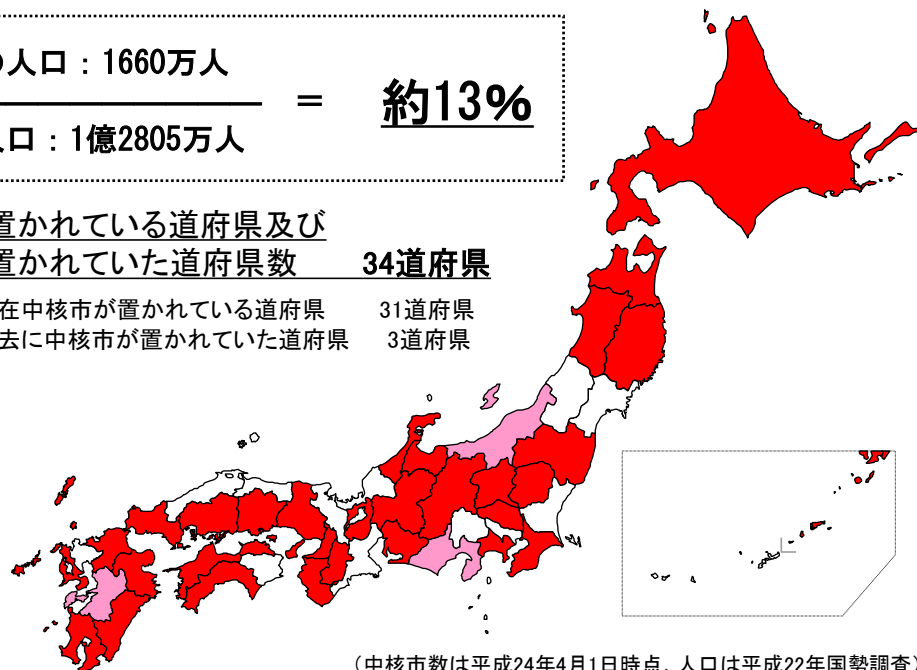 の人口：1660万人
＝ 約13%
人口：1億2805万人
置かれている道府県及び
置かれていた道府県数 34道府県
在中核市が置かれている道府県 31道府県
去に中核市が置かれていた道府県 3道府県
（中核市数は平成24年4月1日時点，人口は平成22年国勢調査）